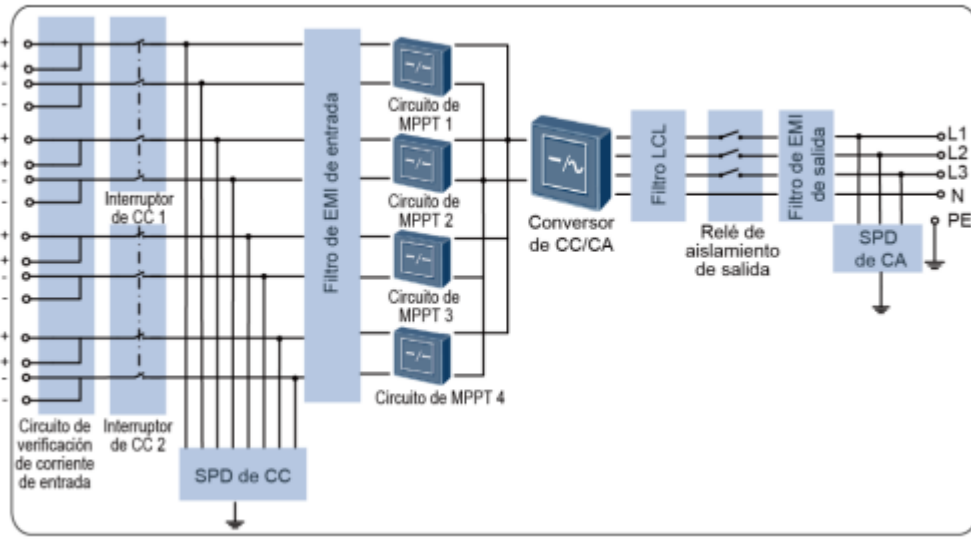 +
+
-
-
+
+
-
-
+
+
-
-
+
+
-
-
Circuito de
verificación
de corriente
de entrada
Interruptor
de CC 1
Interruptor
de CC 2
SPD de CC
Filtro de EMI de entrada
Circuito de
MPPT 1
Circuito de
MPPT 2
Circuito de
MPPT 3
Circuito de MPPT 4
Conversor
de CC/CA
Filtro LCL
Relé de
aislamiento
de salida
Filtro de EMI
de salida
SPD
de CA
L1
L2
L3
N
PE